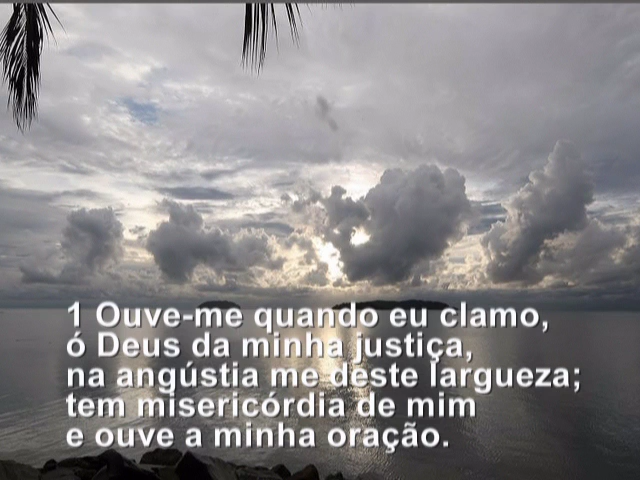 1 Ouve-me quando eu clamo,
ó Deus da minha justiça,
na angústia me deste largueza;
tem misericórdia de mim
e ouve a minha oração.